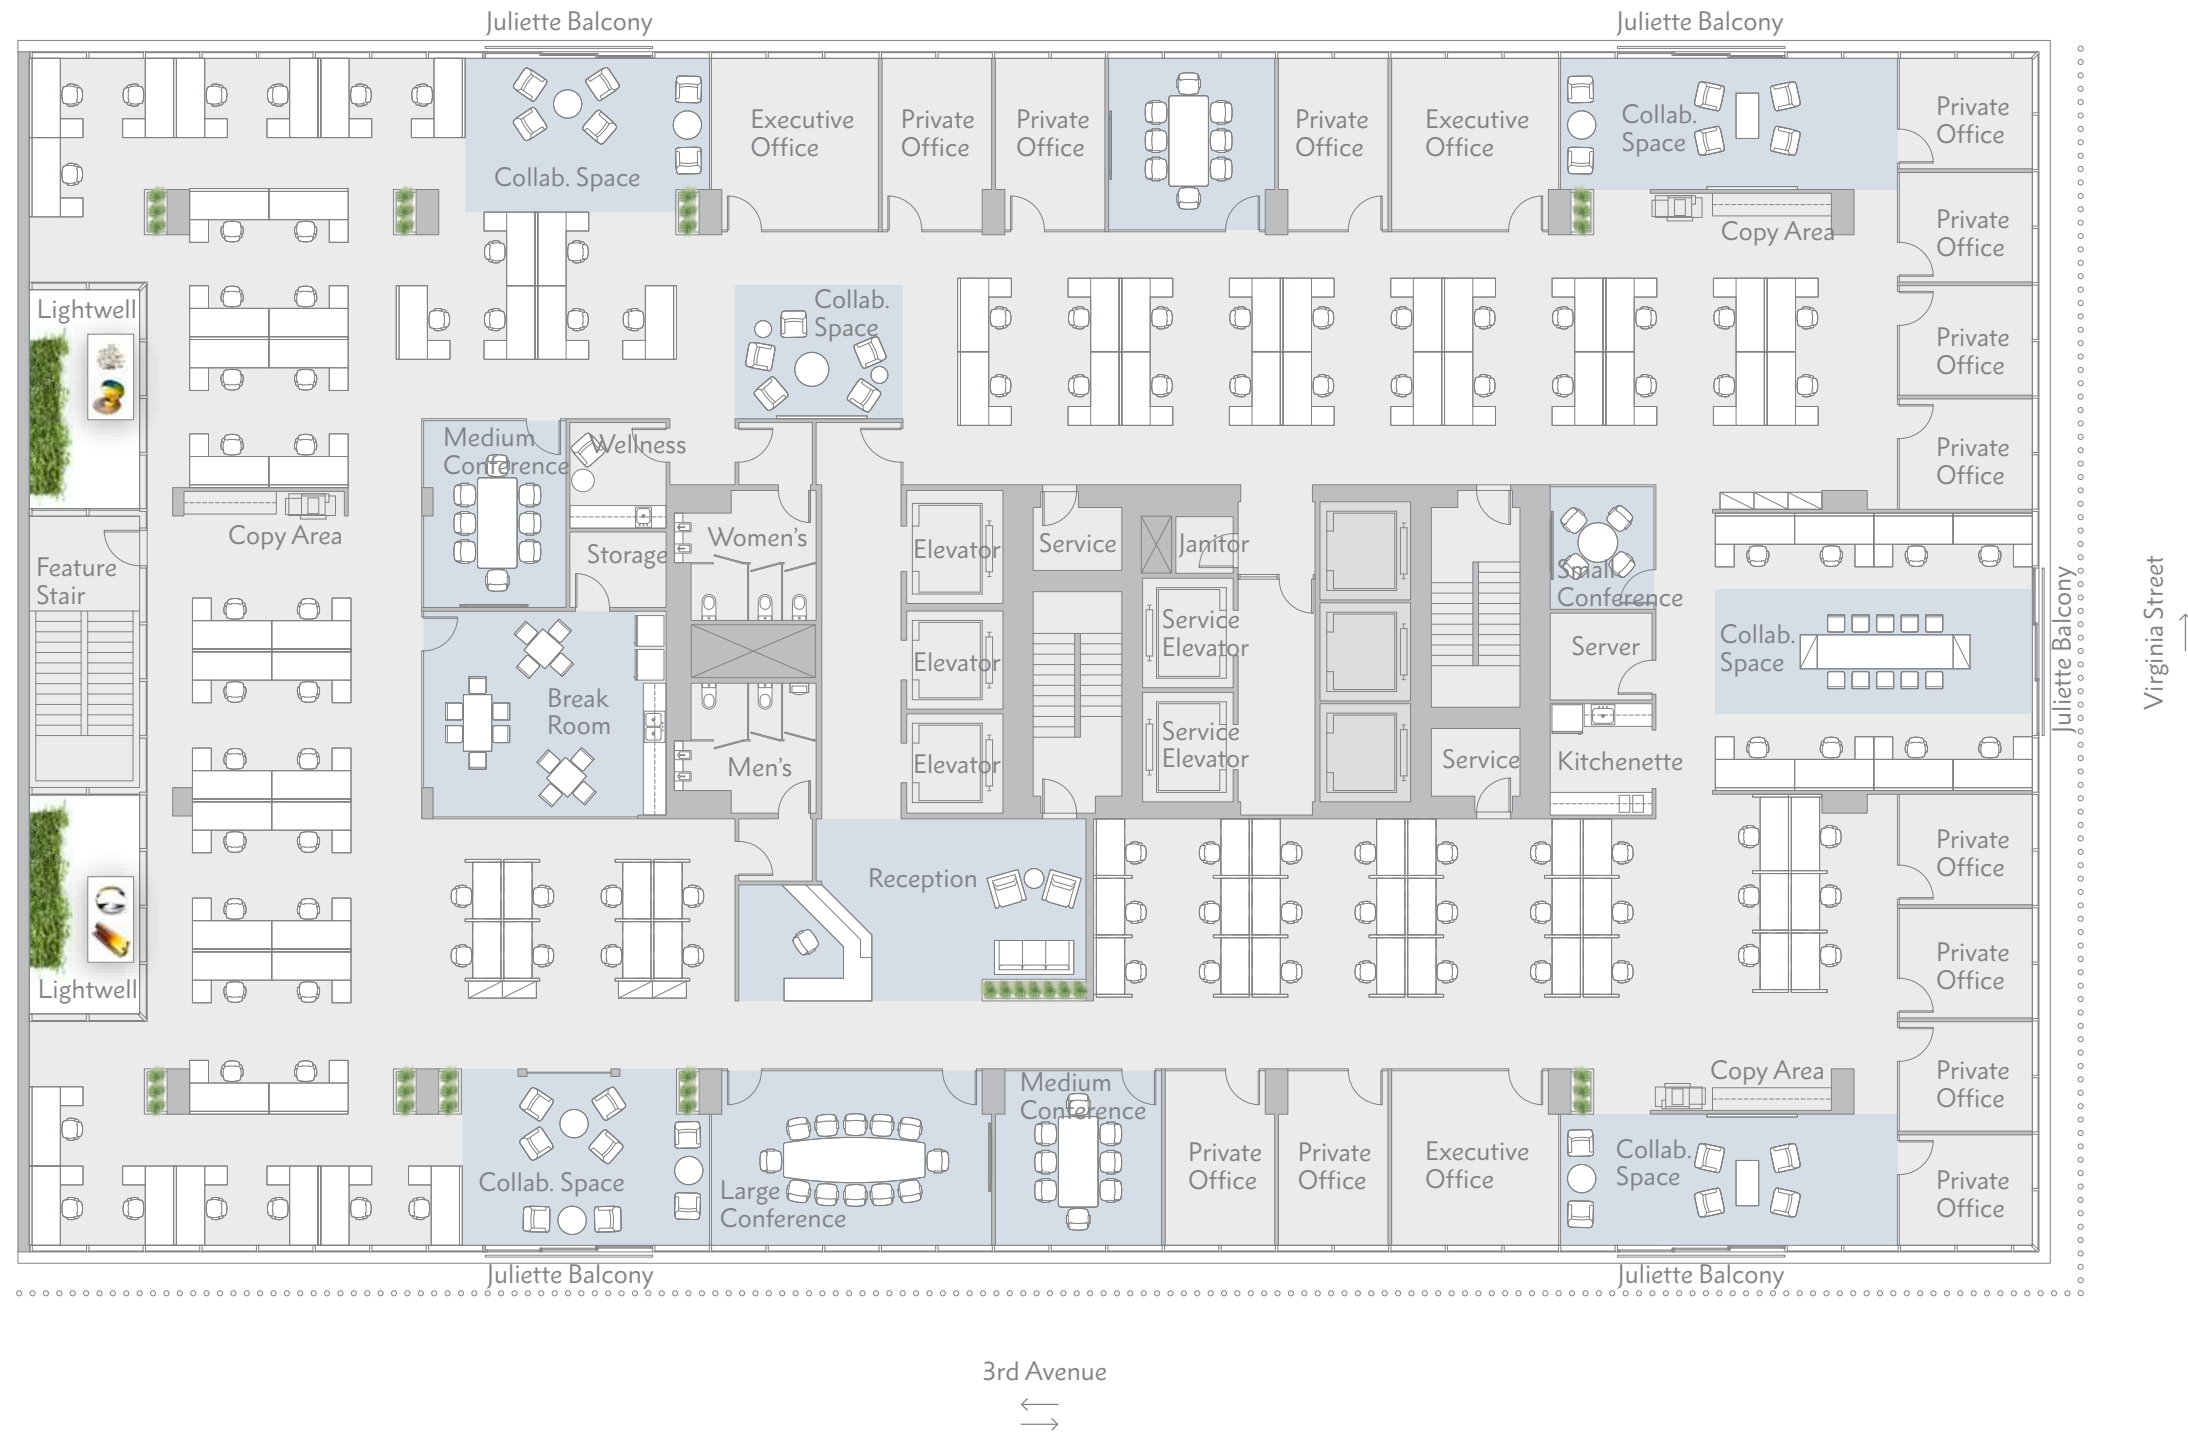 Juliette Balcony
Juliette Balcony
Executive
Office
Private
Office
Private
Office
Private
Office
Executive
Office
Collab.
Space
Private
Office
Collab. Space
Copy Area
Private
Office
Lightwell
Collab.
Space
Private
Office
Medium
Conference
Wellness
Private
Office
Copy Area
Women's
Storage
Elevator
Service
Janitor
Small
Conference
Feature
Stair
Service
Elevator
Elevator
Server
Collab.
Space
Juliette Balcony
Virginia Street
Break
Room
Men's
Elevator
Service
Elevator
Service
Kitchenette
Private
Office
Reception
Private
Office
Lightwell
Copy Area
Private
Office
Medium
Conference
Collab. Space
Large
Conference
Private
Office
Private
Office
Executive
Office
Collab.
Space
Private
Office
Juliette Balcony
Juliette Balcony
3rd Avenue